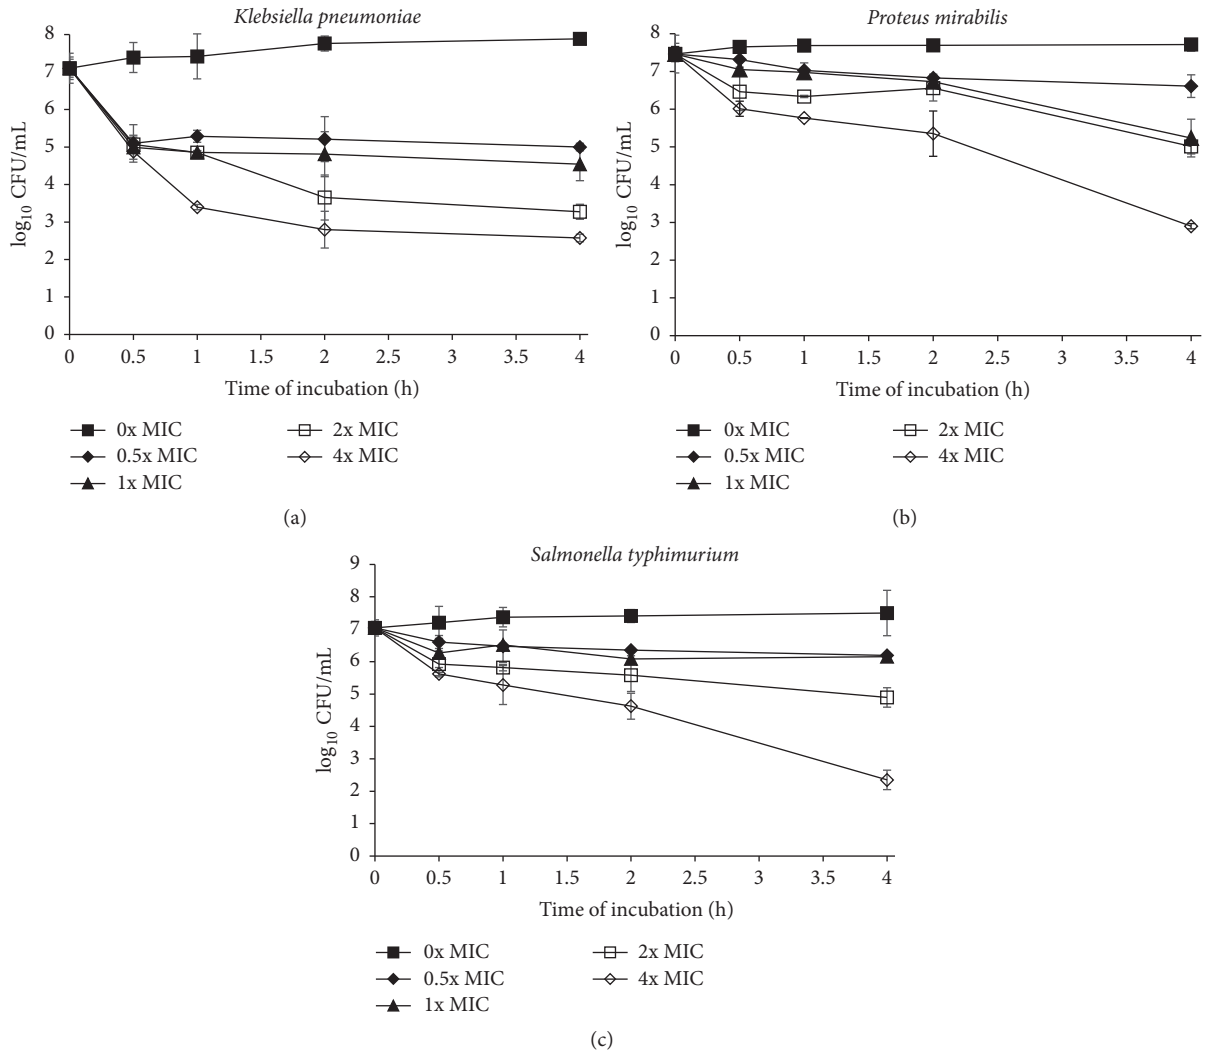 Klebsiella pneumoniae
8
7
6
5
4
3
2
1
0
log10 CFU/mL
0 0.5 1 1.5 2 2.5 3 3.5 4
Time of incubation (h)
0x MIC 2x MIC
0.5x MIC 4x MIC
1x MIC
(a)
Proteus mirabilis
8
7
6
5
4
3
2
1
0
log10 CFU/mL
0 0.5 1 1.5 2 2.5 3 3.5 4
Time of incubation (h)
0x MIC 2x MIC
0.5x MIC 4x MIC
1x MIC
(b)
Salmonella typhimurium
9
8
7
6
5
4
3
2
1
0
log10 CFU/mL
0 0.5 1 1.5 2 2.5 3 3.5 4
Time of incubation (h)
0x MIC 2x MIC
0.5x MIC 4x MIC
1x MIC
(c)